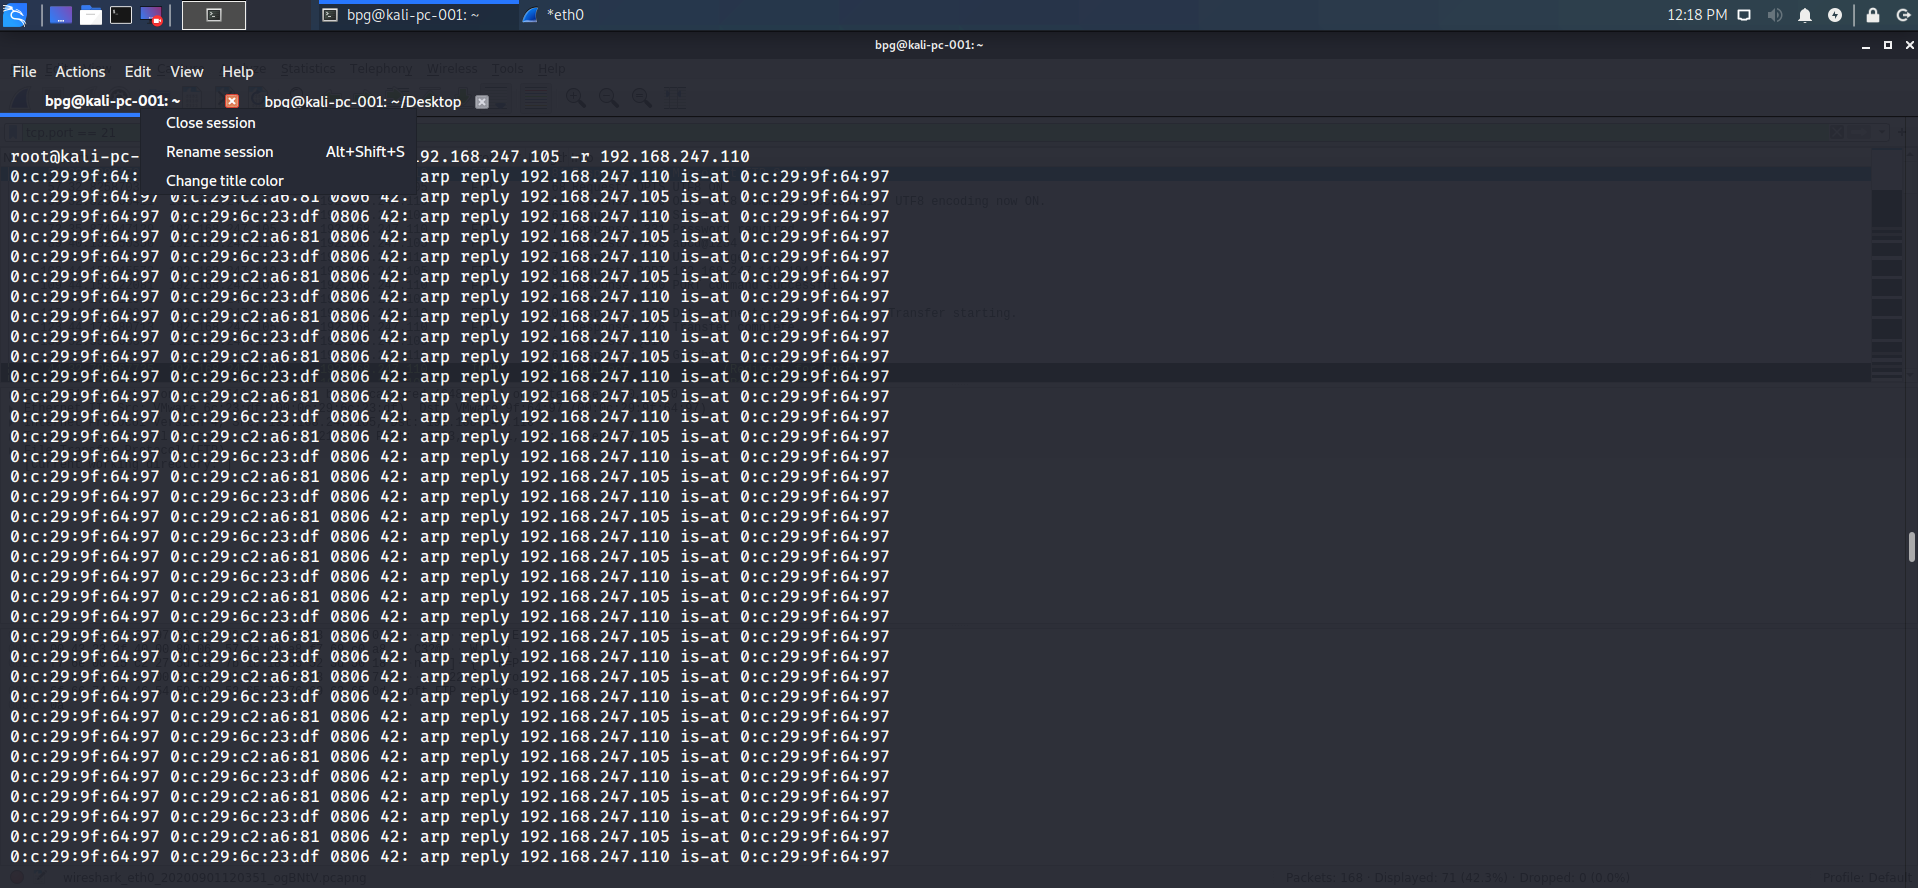 bpg@kali-pc-001: ~
*eth0
12:18 PM
bpg@kali-pc-001: ~
File Actions Edit View Help
Statistics Telephony Wireless Tools Help
bpg@kali-pc-001: ~
bpg@kali-pc-001: ~/Desktop
tcp.port == 21
Close session
Rename session Alt+Shift+S
Change title color
root@kali-pc- 92.168.247.105 -r 192.168.247.110
0:c:29:9f:64: arp reply 192.168.247.110 is-at 0:c:29:9f:64:97
0:c:29:9f:64:97 0:c:29:c2:a6:81 0806 42: arp reply 192.168.247.105 is-at 0:c:29:9f:64:97
UTF8 encoding now ON.
0:c:29:9f:64:97 0:c:29:6c:23:df 0806 42: arp reply 192.168.247.110 is-at 0:c:29:9f:64:97
0:c:29:9f:64:97 0:c:29:c2:a6:81 0806 42: arp reply 192.168.247.105 is-at 0:c:29:9f:64:97
0:c:29:9f:64:97 0:c:29:6c:23:df 0806 42: arp reply 192.168.247.110 is-at 0:c:29:9f:64:97
0:c:29:9f:64:97 0:c:29:c2:a6:81 0806 42: arp reply 192.168.247.105 is-at 0:c:29:9f:64:97
0:c:29:9f:64:97 0:c:29:6c:23:df 0806 42: arp reply 192.168.247.110 is-at 0:c:29:9f:64:97
0:c:29:9f:64:97 0:c:29:c2:a6:81 0806 42: arp reply 192.168.247.105 is-at 0:c:29:9f:64:97
ransfer starting.
0:c:29:9f:64:97 0:c:29:6c:23:df 0806 42: arp reply 192.168.247.110 is-at 0:c:29:9f:64:97
0:c:29:9f:64:97 0:c:29:c2:a6:81 0806 42: arp reply 192.168.247.105 is-at 0:c:29:9f:64:97
0:c:29:9f:64:97 0:c:29:6c:23:df 0806 42: arp reply 192.168.247.110 is-at 0:c:29:9f:64:97
0:c:29:9f:64:97 0:c:29:c2:a6:81 0806 42: arp reply 192.168.247.105 is-at 0:c:29:9f:64:97
0:c:29:9f:64:97 0:c:29:6c:23:df 0806 42: arp reply 192.168.247.110 is-at 0:c:29:9f:64:97
0:c:29:9f:64:97 0:c:29:c2:a6:81 0806 42: arp reply 192.168.247.105 is-at 0:c:29:9f:64:97
0:c:29:9f:64:97 0:c:29:6c:23:df 0806 42: arp reply 192.168.247.110 is-at 0:c:29:9f:64:97
0:c:29:9f:64:97 0:c:29:c2:a6:81 0806 42: arp reply 192.168.247.105 is-at 0:c:29:9f:64:97
0:c:29:9f:64:97 0:c:29:6c:23:df 0806 42: arp reply 192.168.247.110 is-at 0:c:29:9f:64:97
0:c:29:9f:64:97 0:c:29:c2:a6:81 0806 42: arp reply 192.168.247.105 is-at 0:c:29:9f:64:97
0:c:29:9f:64:97 0:c:29:6c:23:df 0806 42: arp reply 192.168.247.110 is-at 0:c:29:9f:64:97
0:c:29:9f:64:97 0:c:29:c2:a6:81 0806 42: arp reply 192.168.247.105 is-at 0:c:29:9f:64:97
0:c:29:9f:64:97 0:c:29:6c:23:df 0806 42: arp reply 192.168.247.110 is-at 0:c:29:9f:64:97
0:c:29:9f:64:97 0:c:29:c2:a6:81 0806 42: arp reply 192.168.247.105 is-at 0:c:29:9f:64:97
0:c:29:9f:64:97 0:c:29:6c:23:df 0806 42: arp reply 192.168.247.110 is-at 0:c:29:9f:64:97
0:c:29:9f:64:97 0:c:29:c2:a6:81 0806 42: arp reply 192.168.247.105 is-at 0:c:29:9f:64:97
0:c:29:9f:64:97 0:c:29:6c:23:df 0806 42: arp reply 192.168.247.110 is-at 0:c:29:9f:64:97
0:c:29:9f:64:97 0:c:29:c2:a6:81 0806 42: arp reply 192.168.247.105 is-at 0:c:29:9f:64:97
0:c:29:9f:64:97 0:c:29:6c:23:df 0806 42: arp reply 192.168.247.110 is-at 0:c:29:9f:64:97
0:c:29:9f:64:97 0:c:29:c2:a6:81 0806 42: arp reply 192.168.247.105 is-at 0:c:29:9f:64:97
0:c:29:9f:64:97 0:c:29:6c:23:df 0806 42: arp reply 192.168.247.110 is-at 0:c:29:9f:64:97
0:c:29:9f:64:97 0:c:29:c2:a6:81 0806 42: arp reply 192.168.247.105 is-at 0:c:29:9f:64:97
0:c:29:9f:64:97 0:c:29:6c:23:df 0806 42: arp reply 192.168.247.110 is-at 0:c:29:9f:64:97
0:c:29:9f:64:97 0:c:29:c2:a6:81 0806 42: arp reply 192.168.247.105 is-at 0:c:29:9f:64:97
0:c:29:9f:64:97 0:c:29:6c:23:df 0806 42: arp reply 192.168.247.110 is-at 0:c:29:9f:64:97
0:c:29:9f:64:97 0:c:29:c2:a6:81 0806 42: arp reply 192.168.247.105 is-at 0:c:29:9f:64:97
0:c:29:9f:64:97 0:c:29:6c:23:df 0806 42: arp reply 192.168.247.110 is-at 0:c:29:9f:64:97
Packets: 168 · Displayed: 71 (42.3%) · Dropped: 0 (0.0%)